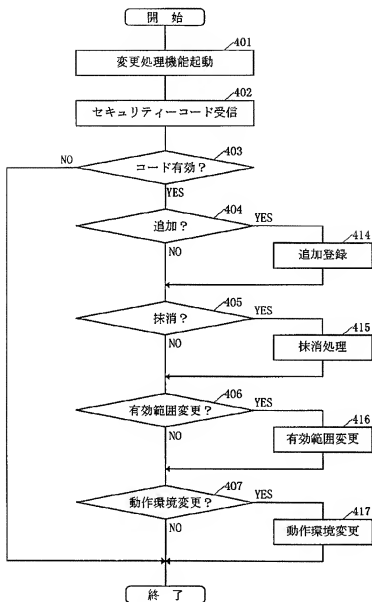 開 始
401
変更処理機能起動
402
セキュリティーコード受信
403
NO
コード有効？
YES
404
追加？
YES
414
追加登録
NO
405
抹消？
YES
415
抹消処理
NO
406
有効範囲変更？
YES
416
有効範囲変更
NO
407
動作環境変更？
YES
417
動作環境変更
NO
終 了